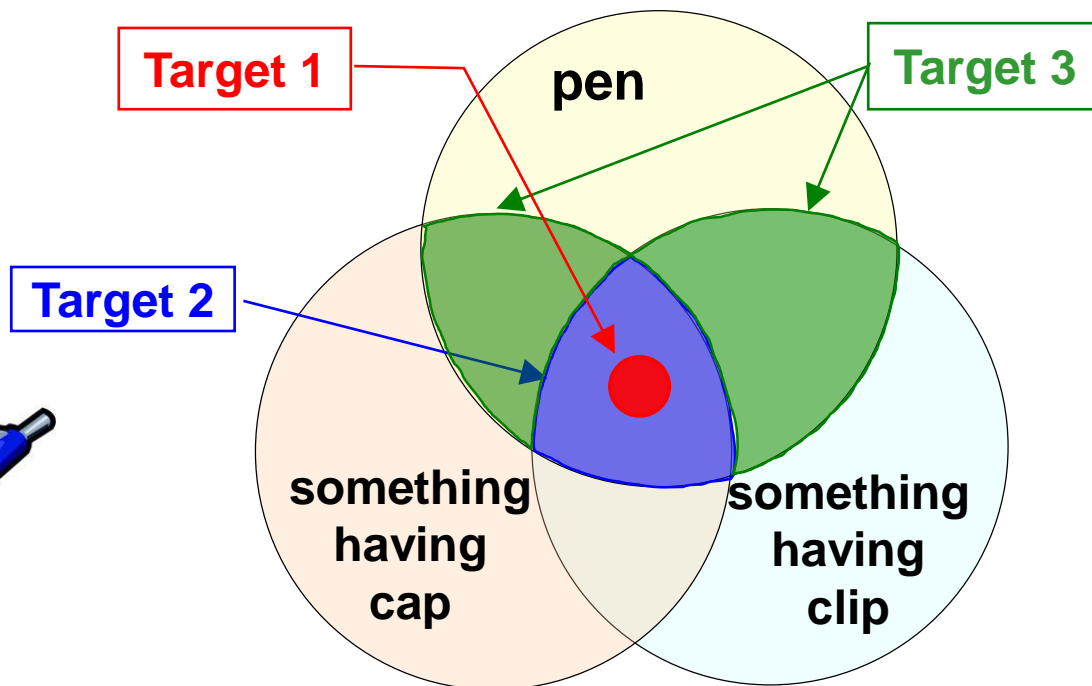 Target 1
pen
Target 3
Target 2
something
having
cap
something
having
clip